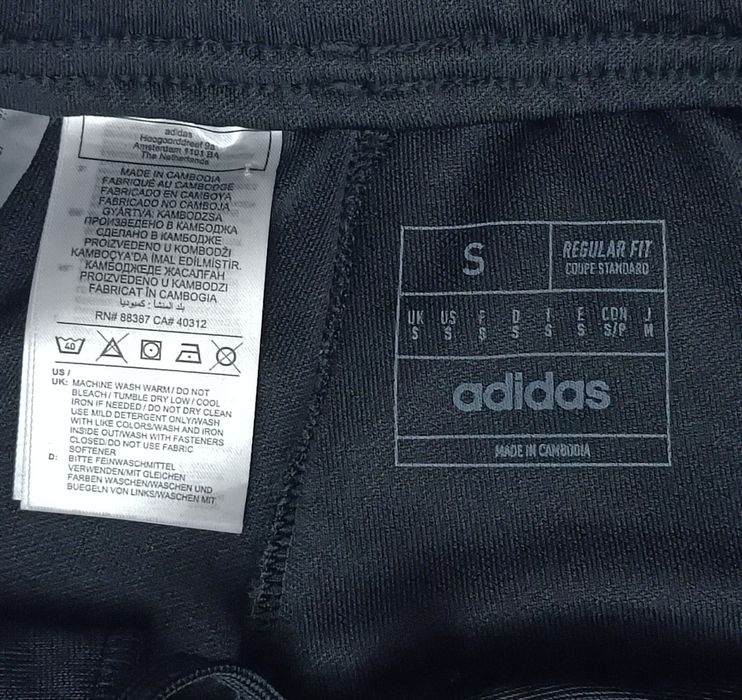 adidas
Hoogoorddreef 9a
Amsterdam 1101 BA
The Netherlands
MADE IN CAMBODIA
FABRIQUÉ AU CAMBODGE
FABRICADO EN CAMBOYA
FABRICADO NO CAMBOJA
GYÁRTVA: KAMBODZSA
ПРОИЗВЕДЕНО В КАМБОДЖА
СДЕЛАНО В КАМБОДЖЕ
PROIZVEDENO U KOMBODŽI
KAMBOÇYA'DA İMAL EDİLMİŞTİR.
КАМБОДЖЕДЕ ЖАСАЛҒАН
PROIZVEDENO U KAMBODZI
FABRICAT ÎN CAMBOGIA
بلد المنشأ: كمبوديا
RN# 88387 CA# 40312
40
US /
UK: MACHINE WASH WARM / DO NOT
BLEACH / TUMBLE DRY LOW / COOL
IRON IF NEEDED / DO NOT DRY CLEAN
USE MILD DETERGENT ONLY/WASH
WITH LIKE COLORS/WASH AND IRON
INSIDE OUT/WASH WITH FASTENERS
CLOSED/DO NOT USE FABRIC
SOFTENER
D: BITTE FEINWASCHMITTEL
VERWENDEN/MIT GLEICHEN
FARBEN WASCHEN/WASCHEN UND
BUEGELN VON LINKS/WASCHEN MIT
S
REGULAR FIT
COUPE STANDARD
UK US F D I E CDN J
S S S S S S S/P M
adidas
MADE IN CAMBODIA